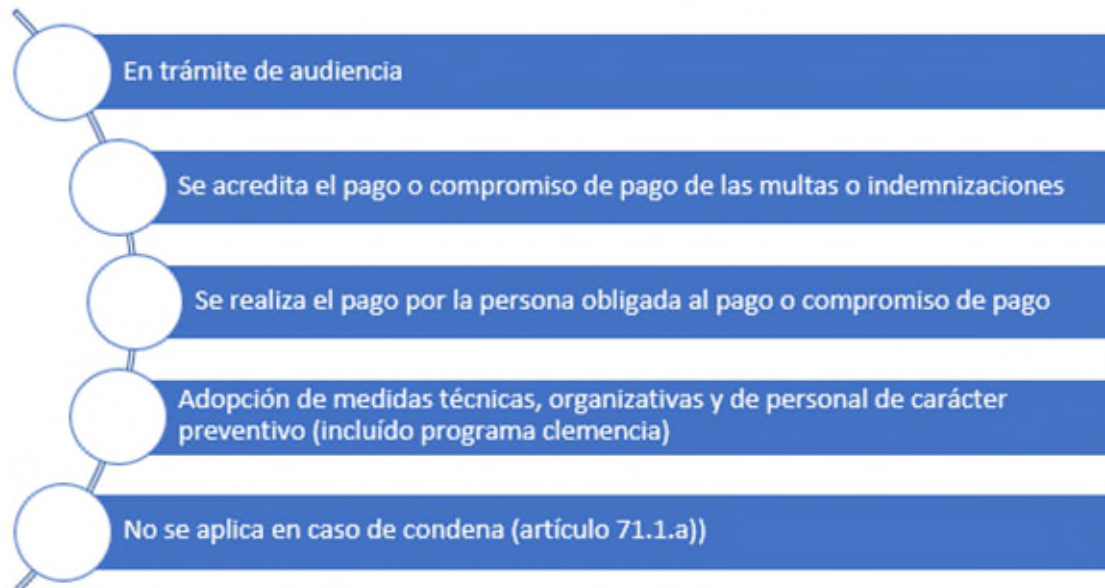 En trámite de audiencia
Se acredita el pago o compromiso de pago de las multas o indemnizaciones
Se realiza el pago por la persona obligada al pago o compromiso de pago
Adopción de medidas técnicas, organizativas y de personal de carácter
preventivo (incluído programa clemencia)
No se aplica en caso de condena (artículo 71.1.a))